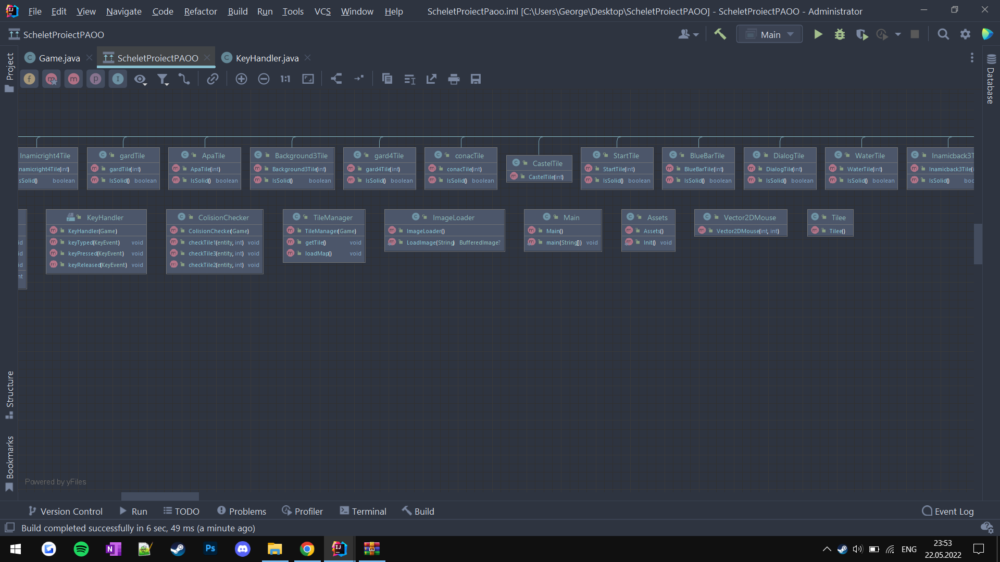 File Edit View Navigate Code Refactor Build Run Tools VCS Window Help ScheletProiectPaoo.iml [C:\Users\George\Desktop\ScheletProiectPAOO] - ScheletProiectPAOO - Administrator
ScheletProiectPAOO Main
Game.java ScheletProiectPAOO KeyHandler.java
Project
Database
Inamicright4Tile gardTile ApaTile Background3Tile gard4Tile conacTile CastelTile StartTile BlueBarTile DialogTile WaterTile Inamicback3T
namicright4Tile(int) gardTile(int) ApaTile(int) Background3Tile(int) gard4Tile(int) conacTile(int) CastelTile(int) StartTile(int) BlueBarTile(int) DialogTile(int) WaterTile(int) Inamicback3Tile(i
sSolid() boolean IsSolid() boolean IsSolid() boolean IsSolid() boolean IsSolid() boolean IsSolid() boolean IsSolid() boolean IsSolid() boolean IsSolid() boolean IsSolid() boolean IsSolid() boo
KeyHandler ColisionChecker TileManager ImageLoader Main Assets Vector2DMouse Tilee
KeyHandler(Game) ColisionChecker(Game) TileManager(Game) ImageLoader() Main() Assets() Vector2DMouse(int, int) Tilee()
id keyTyped(KeyEvent) void checkTile1(entity, int) void getTile() void LoadImage(String) BufferedImage? main(String[]) void Init() void
id keyPressed(KeyEvent) void checkTile3(entity, int) void loadMap() void
id keyReleased(KeyEvent) void checkTile2(entity, int) void
nt
Structure
Bookmarks
Powered by yFiles
Version Control Run TODO Problems Profiler Terminal Build Event Log
Build completed successfully in 6 sec, 49 ms (a minute ago)
ENG 23:53
22.05.2022